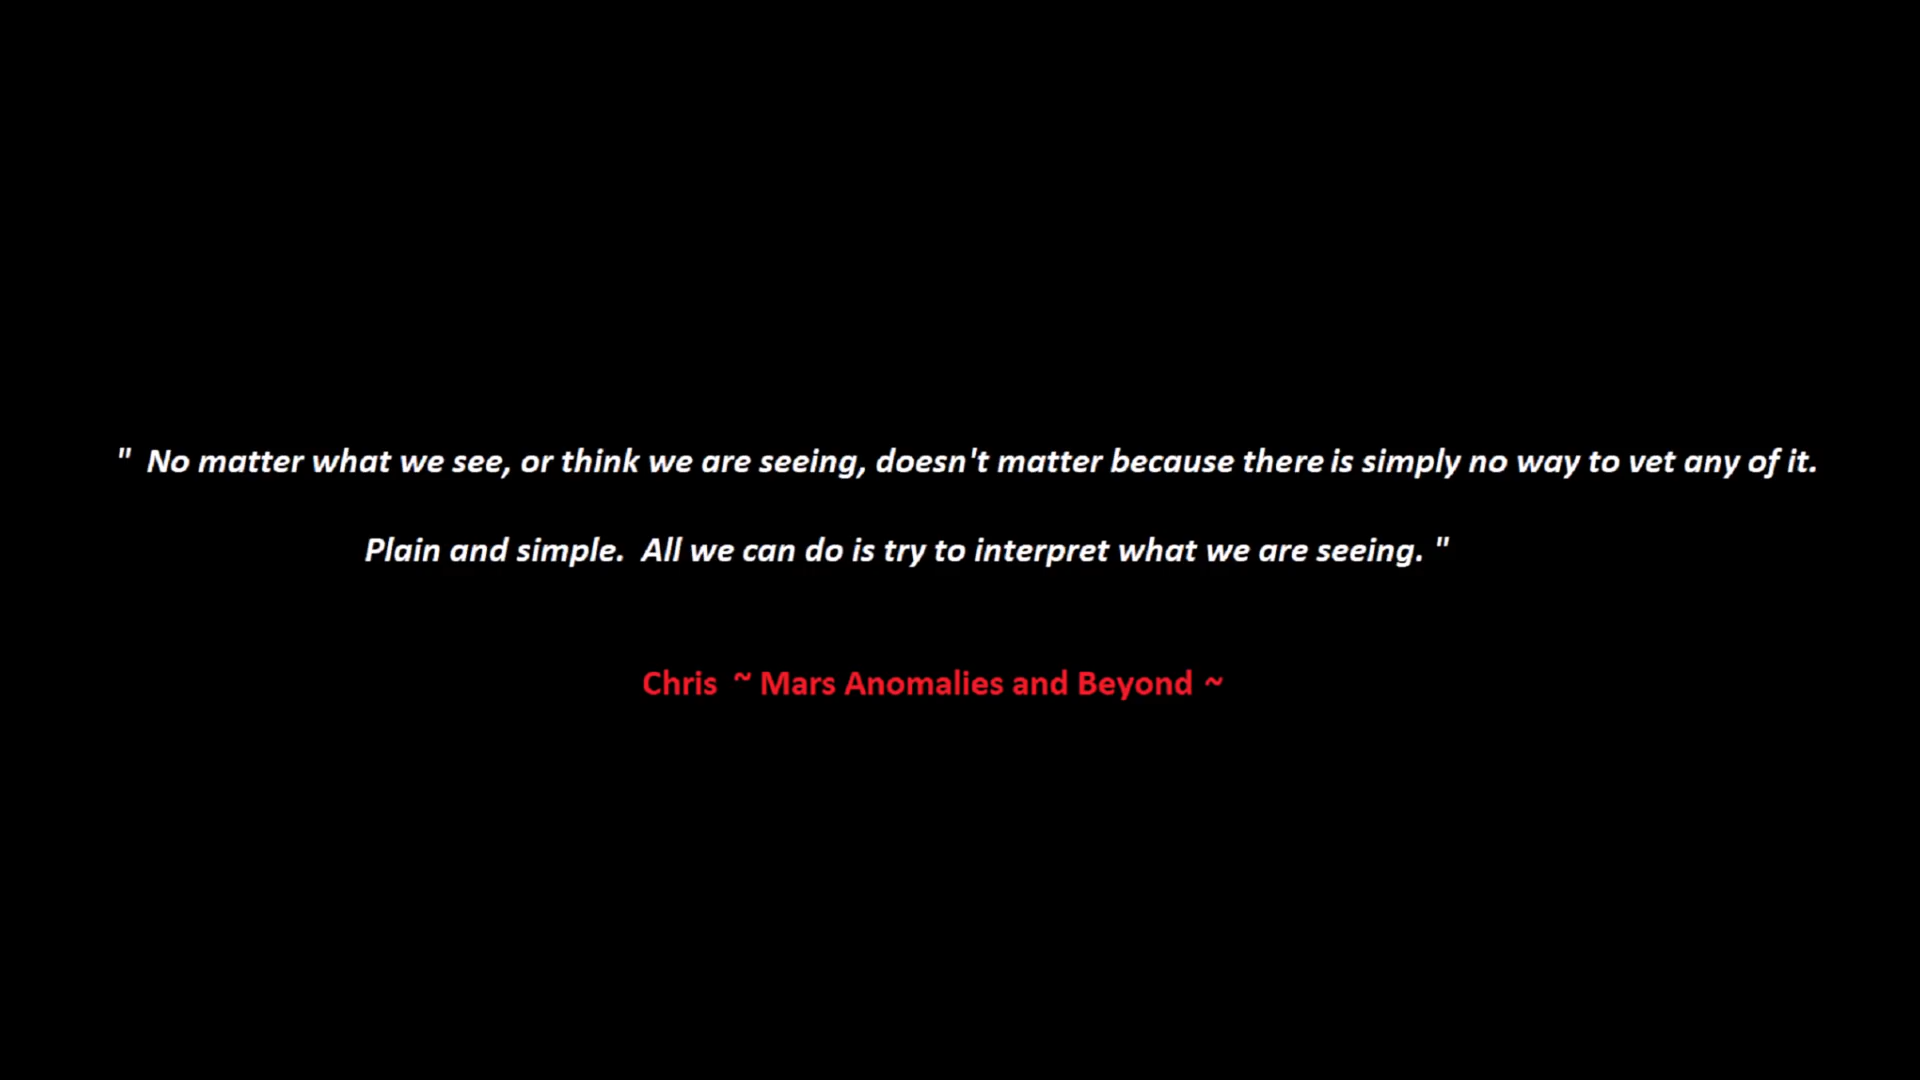 " No matter what we see, or think we are seeing, doesn't matter because there is simply no way to vet any of it.
Plain and simple. All we can do is try to interpret what we are seeing. "
Chris ~ Mars Anomalies and Beyond ~